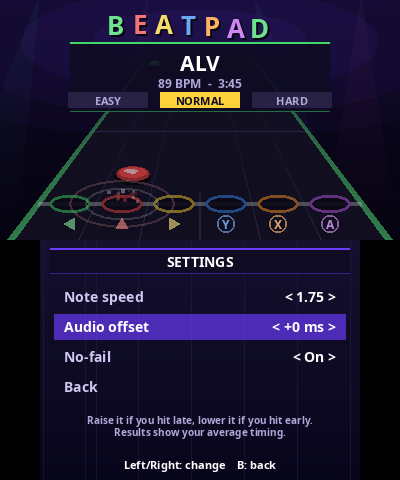 BEATPAD
ALV
89 BPM - 3:45
EASY NORMAL HARD
Y X A
SETTINGS
Note speed < 1.75 >
Audio offset < +0 ms >
No-fail < On >
Back
Raise it if you hit late, lower it if you hit early.
Results show your average timing.
Left/Right: change B: back